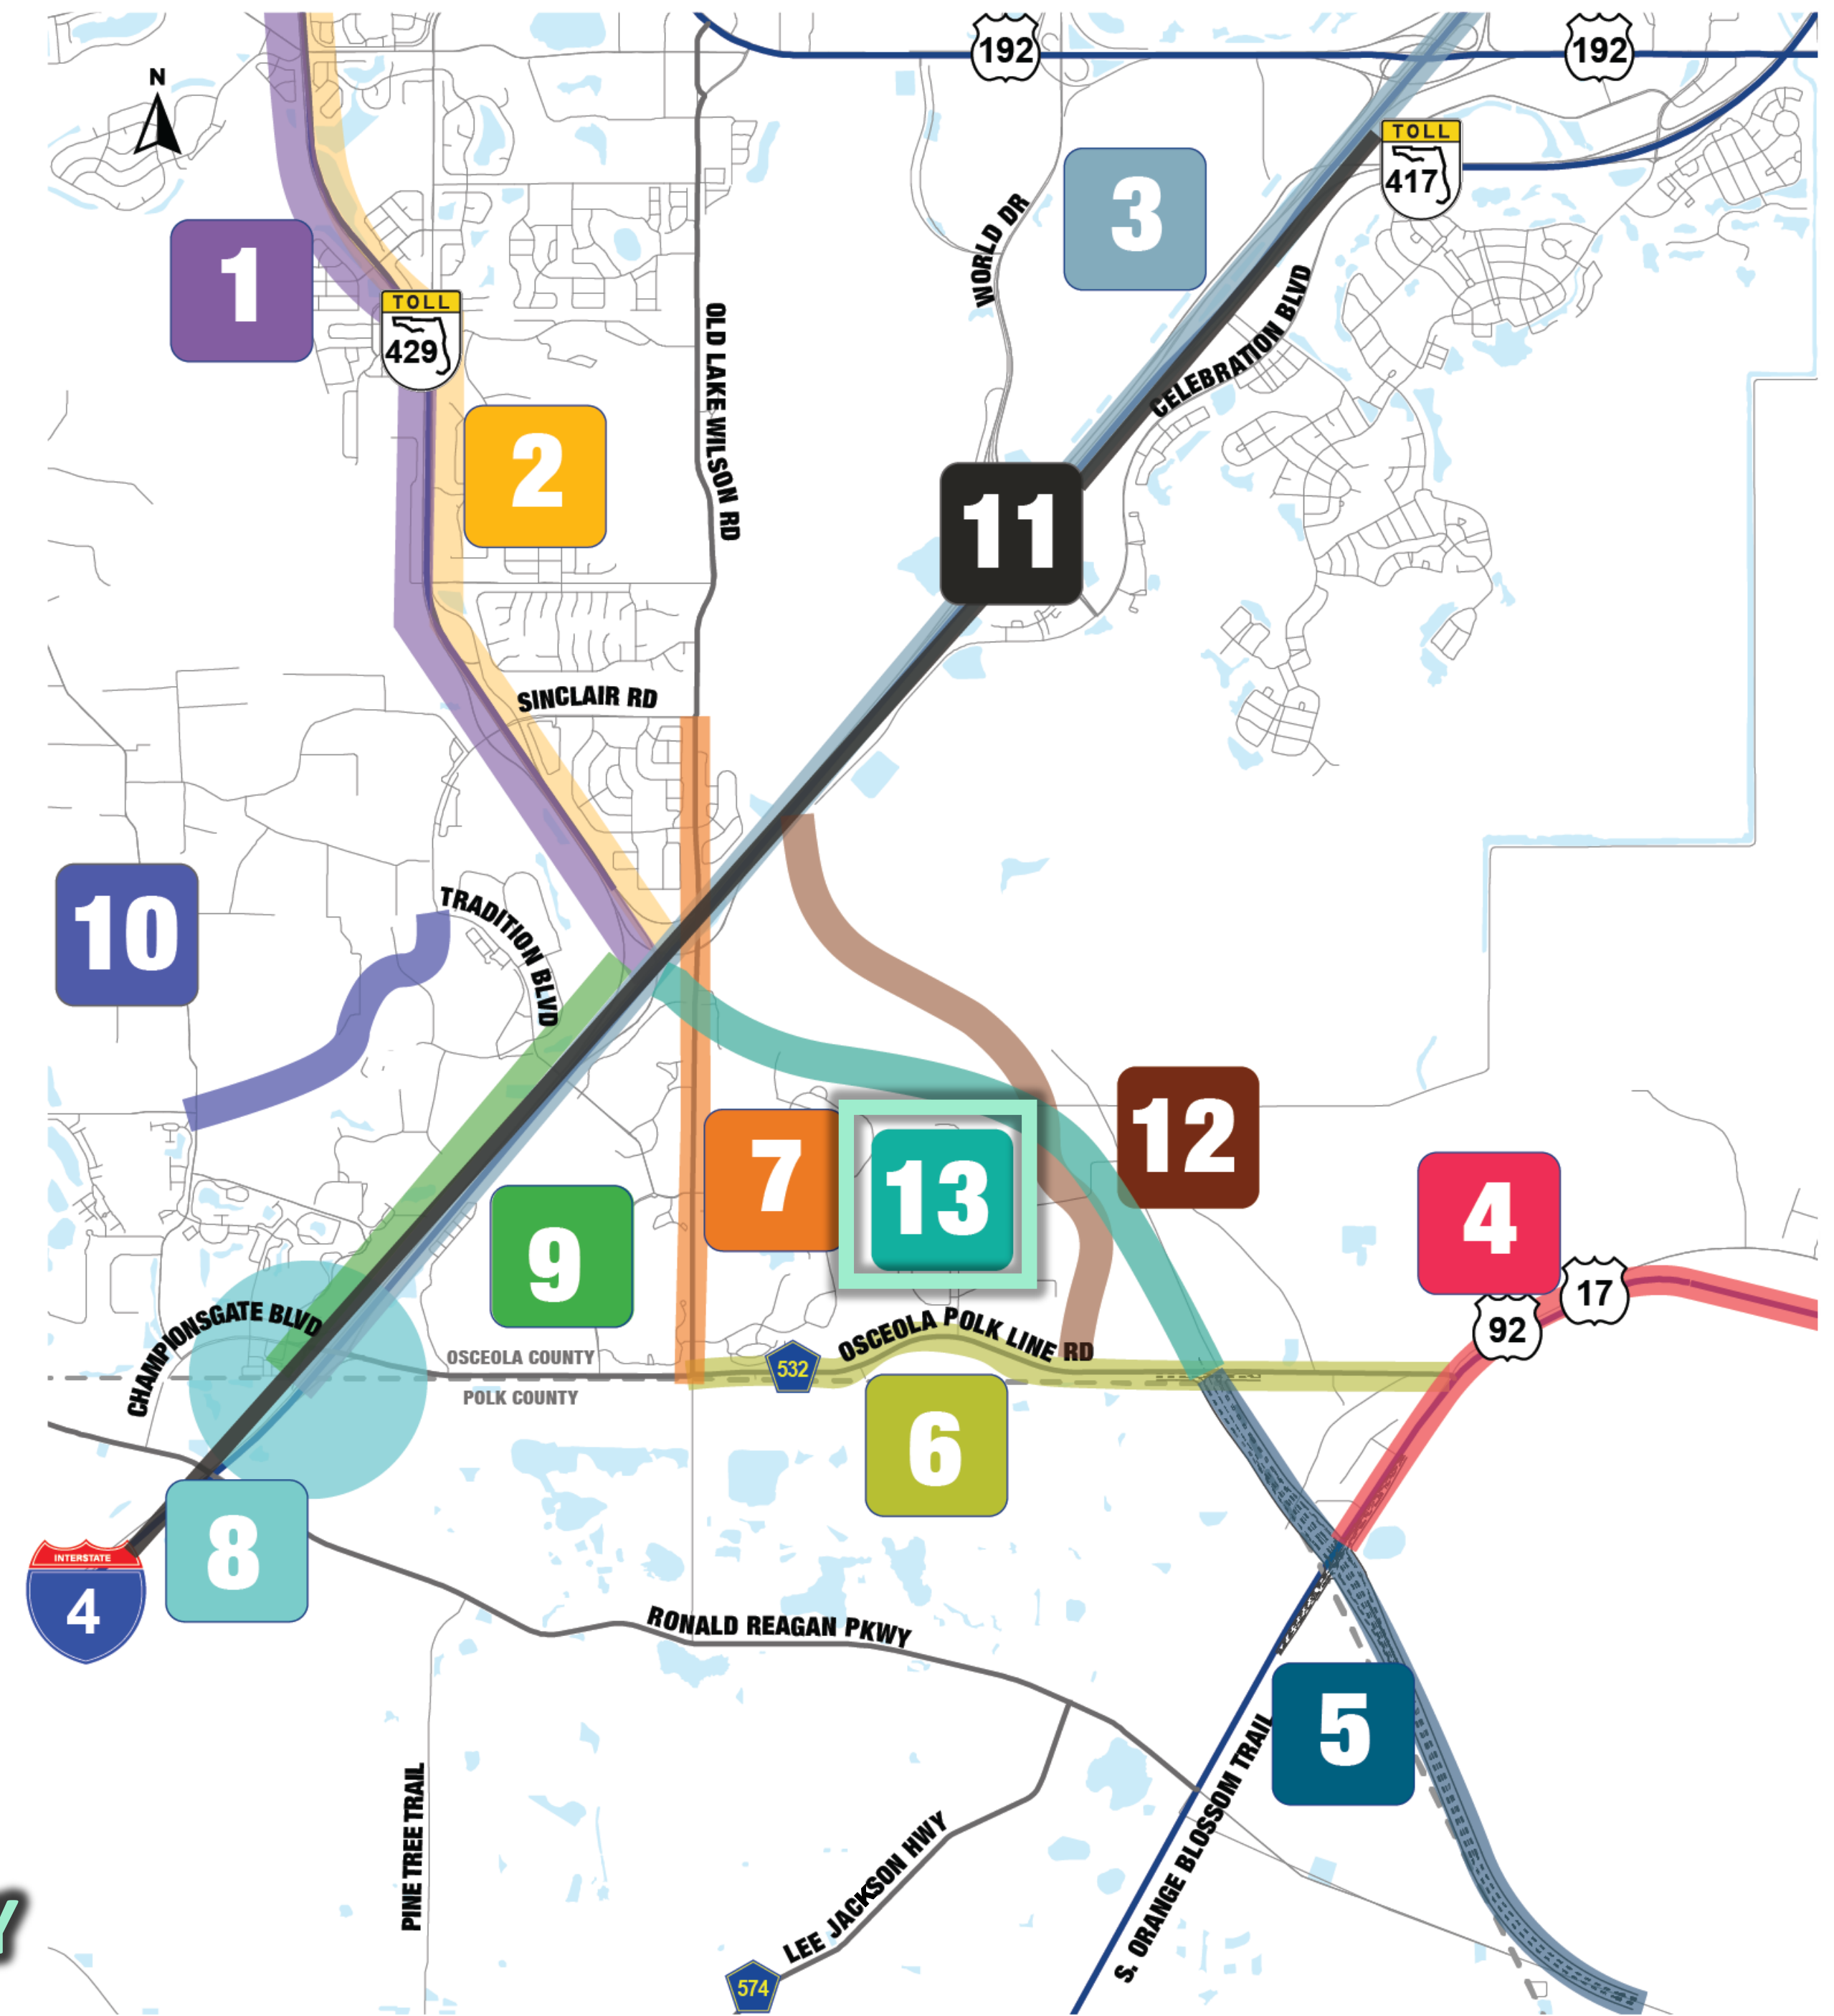 192
192
N
TOLL
417
3
WORLD DR
1
TOLL
429
CELEBRATION BLVD
OLD LAKE WILSON RD
2
11
SINCLAIR RD
10
TRADITION BLVD
12
7
13
4
9
17
92
CHAMPIONSGATE BLVD
OSCEOLA POLK LINE RD
OSCEOLA COUNTY
532
POLK COUNTY
6
8
INTERSTATE
4
RONALD REAGAN PKWY
5
S. ORANGE BLOSSOM TRAIL
PINE TREE TRAIL
LEE JACKSON HWY
574
Y